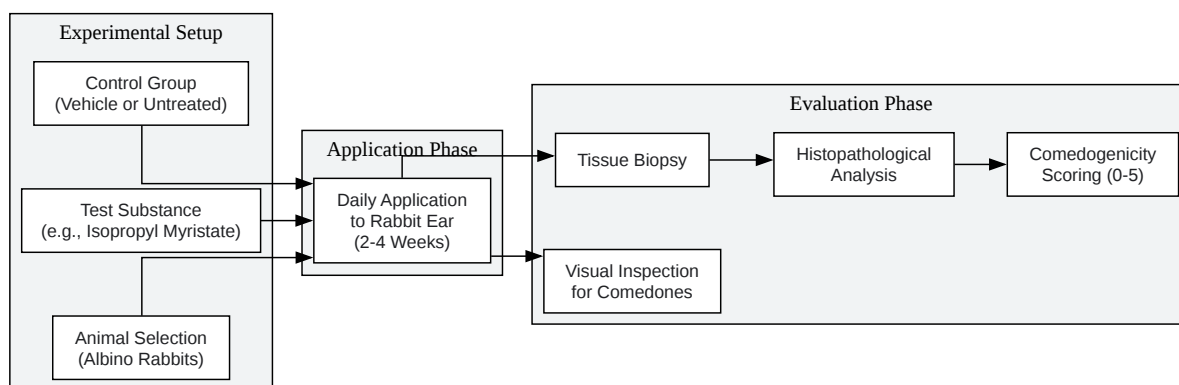 Experimental Setup
Control Group
(Vehicle or Untreated)
Test Substance
(e.g., Isopropyl Myristate)
Animal Selection
(Albino Rabbits)
Application Phase
Daily Application
to Rabbit Ear
(2-4 Weeks)
Evaluation Phase
Tissue Biopsy
Histopathological
Analysis
Comedogenicity
Scoring (0-5)
Visual Inspection
for Comedones